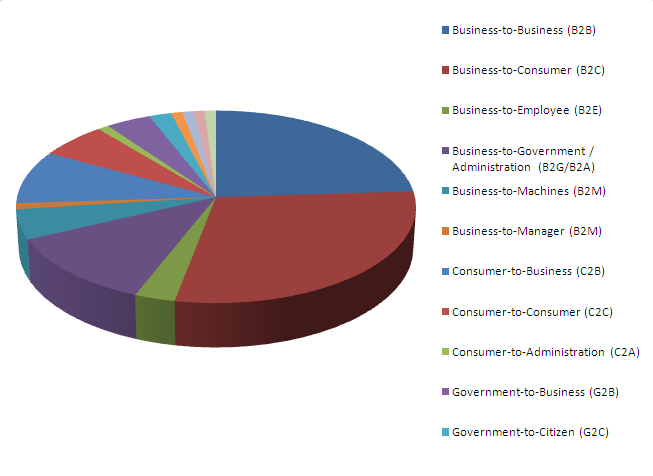 Business-to-Business (B2B)
Business-to-Consumer (B2C)
Business-to-Employee (B2E)
Business-to-Government /
Administration (B2G/B2A)
Business-to-Machines (B2M)
Business-to-Manager (B2M)
Consumer-to-Business (C2B)
Consumer-to-Consumer (C2C)
Consumer-to-Administration (C2A)
Government-to-Business (G2B)
Government-to-Citizen (G2C)